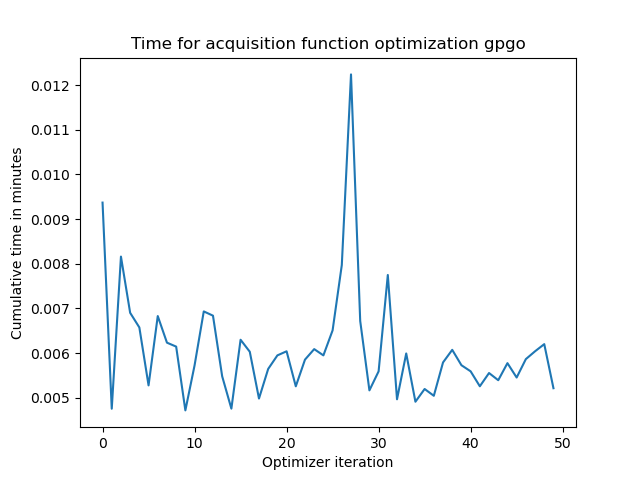 Time for acquisition function optimization gpgo
0.012
0.011
0.010
0.009
0.008
0.007
0.006
0.005
Cumulative time in minutes
0 10 20 30 40 50
Optimizer iteration